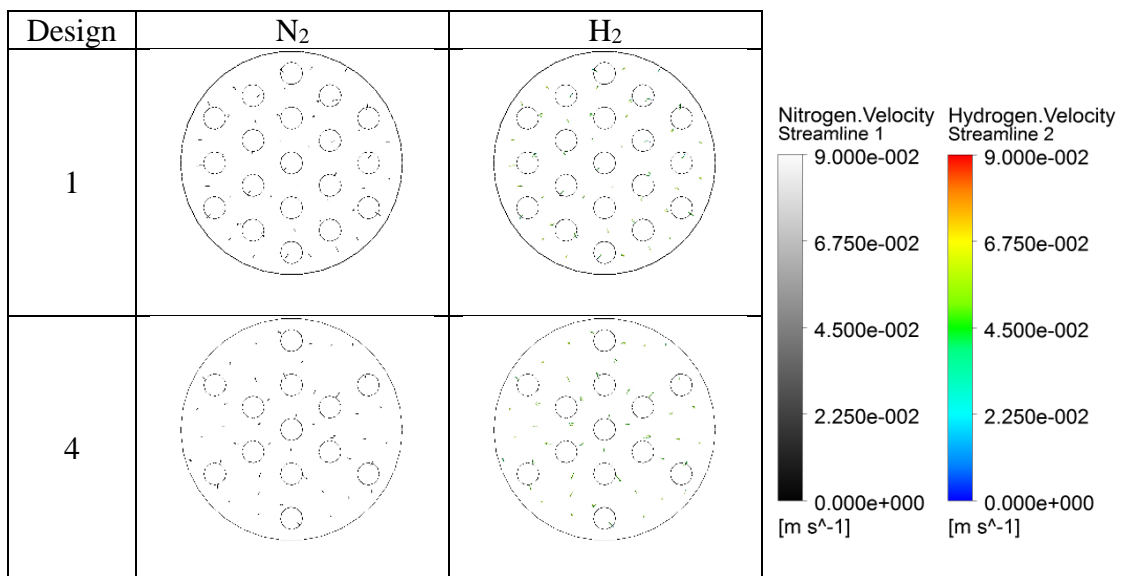 Design N₂ H₂
1
4
Nitrogen.Velocity Hydrogen.Velocity
Streamline 1 Streamline 2
9.000e-002 9.000e-002
6.750e-002 6.750e-002
4.500e-002 4.500e-002
2.250e-002 2.250e-002
0.000e+000 0.000e+000
[m s^-1] [m s^-1]